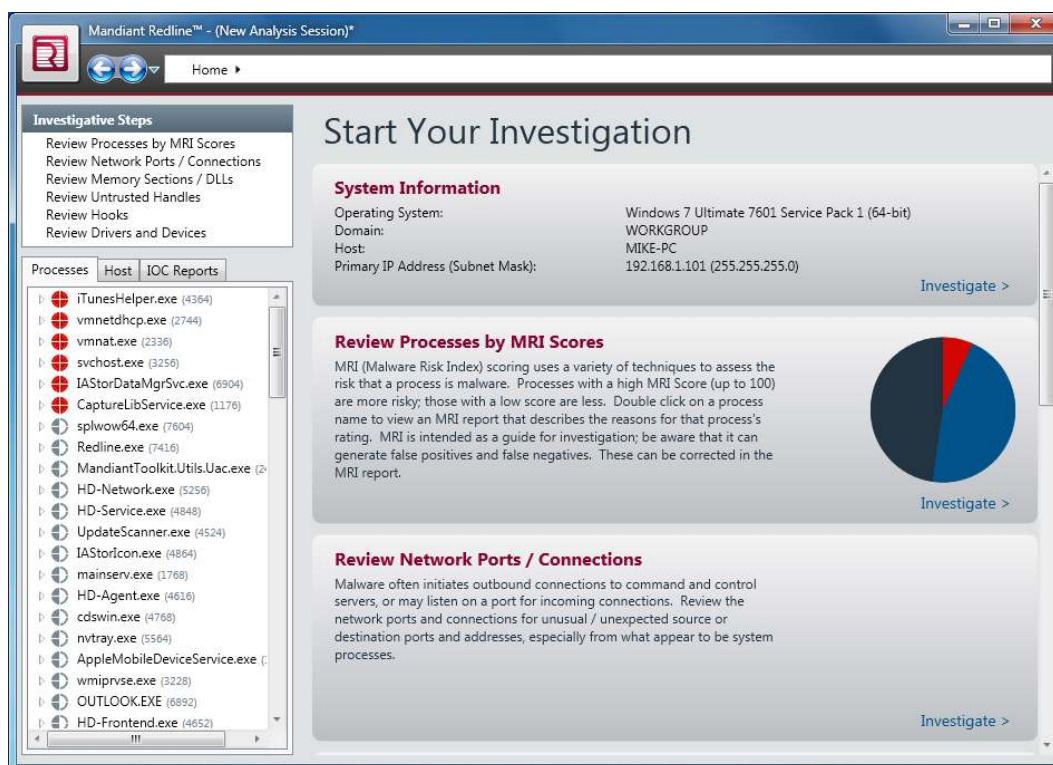 Mandiant Redline™ - (New Analysis Session)*
Home
Investigative Steps
Review Processes by MRI Scores
Review Network Ports / Connections
Review Memory Sections / DLLs
Review Untrusted Handles
Review Hooks
Review Drivers and Devices
Processes Host IOC Reports
iTunesHelper.exe (4364)
vmnetdhcp.exe (2744)
vmnat.exe (2336)
svchost.exe (3256)
IAStorDataMgrSvc.exe (6904)
CaptureLibService.exe (1176)
splwow64.exe (7604)
Redline.exe (7416)
MandiantToolkit.Utils.Uac.exe
HD-Network.exe (5256)
HD-Service.exe (4848)
UpdateScanner.exe (4524)
IAStorIcon.exe (4864)
mainserv.exe (1768)
HD-Agent.exe (4616)
cdswin.exe (4768)
nvtray.exe (5564)
AppleMobileDeviceService.exe
wmiprvse.exe (3228)
OUTLOOK.EXE (6892)
HD-Frontend.exe (4652)
Start Your Investigation
System Information
Operating System: Windows 7 Ultimate 7601 Service Pack 1 (64-bit)
Domain: WORKGROUP
Host: MIKE-PC
Primary IP Address (Subnet Mask): 192.168.1.101 (255.255.255.0)
Investigate >
Review Processes by MRI Scores
MRI (Malware Risk Index) scoring uses a variety of techniques to assess the
risk that a process is malware. Processes with a high MRI Score (up to 100)
are more risky; those with a low score are less. Double click on a process
name to view an MRI report that describes the reasons for that process's
rating. MRI is intended as a guide for investigation; be aware that it can
generate false positives and false negatives. These can be corrected in the
MRI report.
Investigate >
Review Network Ports / Connections
Malware often initiates outbound connections to command and control
servers, or may listen on a port for incoming connections. Review the
network ports and connections for unusual / unexpected source or
destination ports and addresses, especially from what appear to be system
processes.
Investigate >